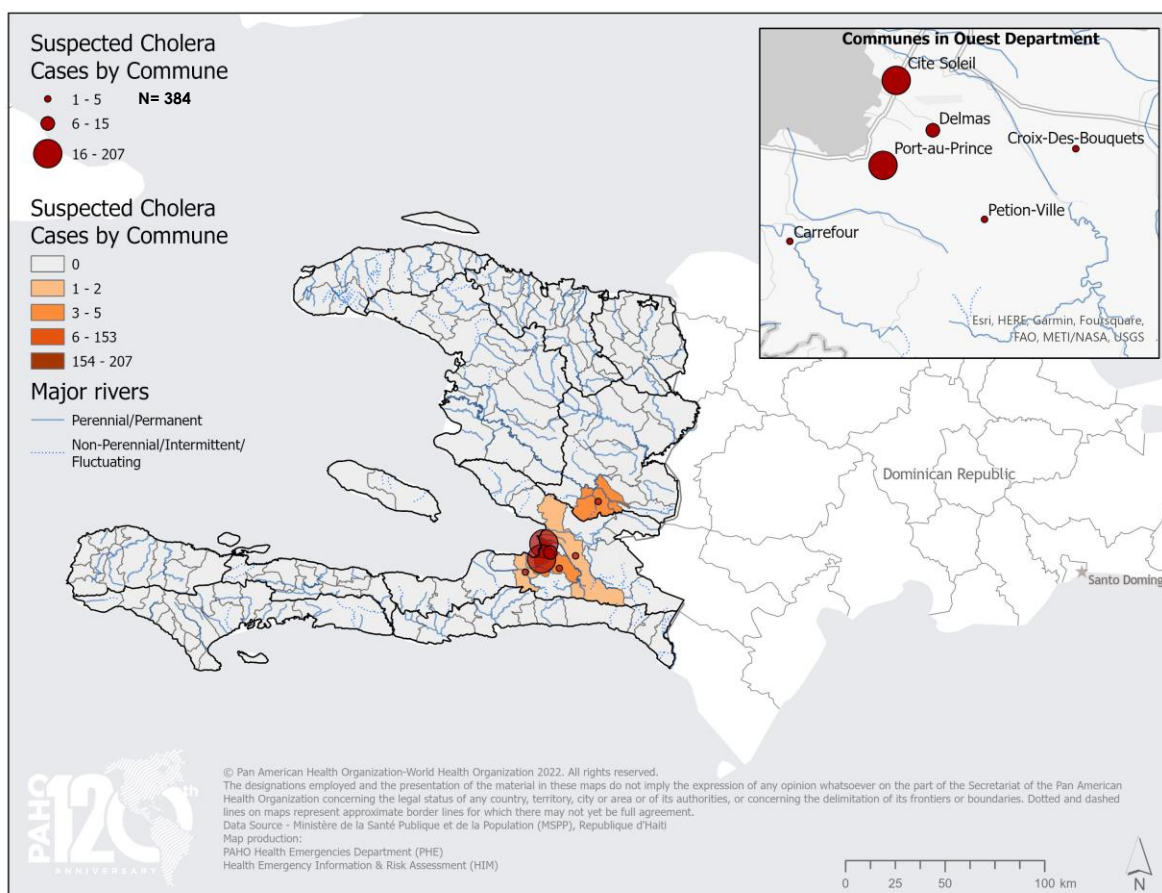 Suspected Cholera
Cases by Commune
1 - 5
N= 384
6 - 15
16 - 207
Suspected Cholera
Cases by Commune
0
1 - 2
3 - 5
6 - 153
154 - 207
Major rivers
Perennial/Permanent
Non-Perennial/Intermittent/
Fluctuating
Communes in Ouest Department
Cite Soleil
Delmas
Croix-Des-Bouquets
Port-au-Prince
Petion-Ville
Carrefour
Esri, HERE, Garmin, Foursquare,
FAO, METI/NASA, USGS
Dominican Republic
Santo Doming
PAHO
120th
ANNIVERSARY
© Pan American Health Organization-World Health Organization 2022. All rights reserved.
The designations employed and the presentation of the material in these maps do not imply the expression of any opinion whatsoever on the part of the Secretariat of the Pan American
Health Organization concerning the legal status of any country, territory, city or area or of its authorities, or concerning the delimitation of its frontiers or boundaries. Dotted and dashed
lines on maps represent approximate border lines for which there may not yet be full agreement.
Data Source - Ministère de la Santé Publique et de la Population (MSPP), Republique d'Haiti
Map production:
PAHO Health Emergencies Department (PHE)
Health Emergency Information & Risk Assessment (HIM)
0 25 50 100 km
N